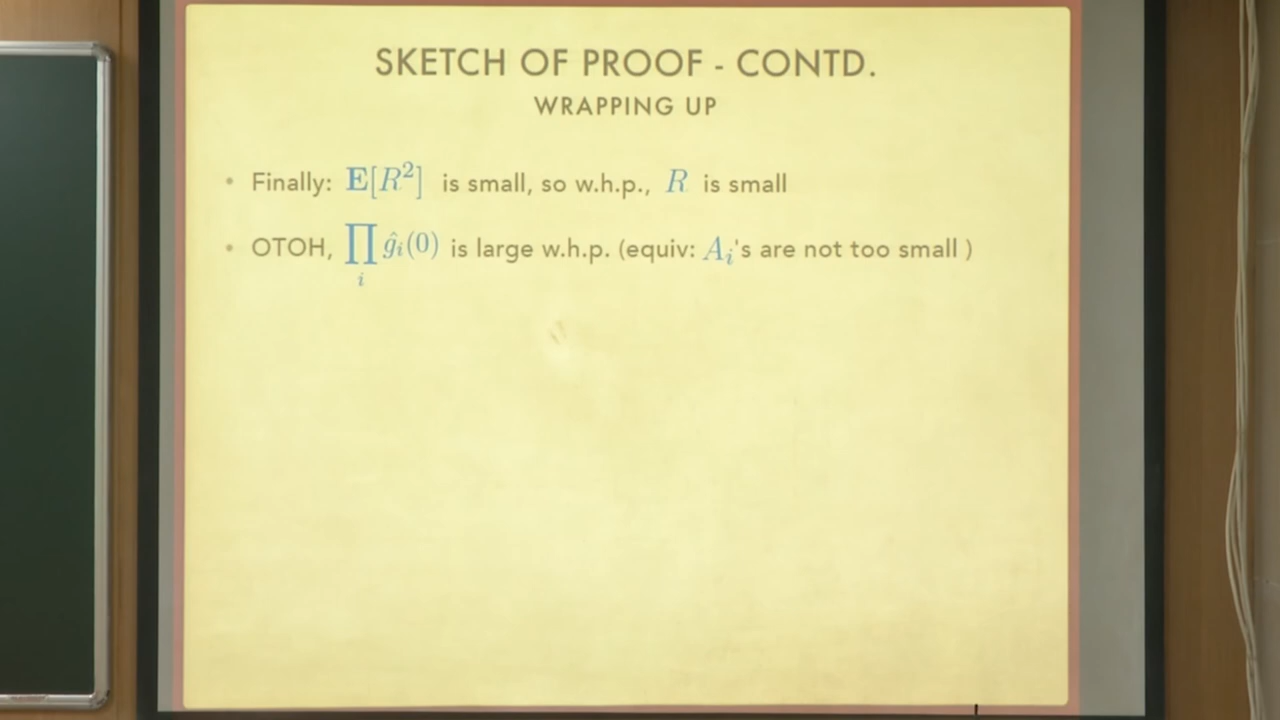 SKETCH OF PROOF - CONTD.
WRAPPING UP
• Finally: E[R²] is small, so w.h.p., R is small
• OTOH, ∏ᵢ ĝᵢ(0) is large w.h.p. (equiv: Aᵢ's are not too small )